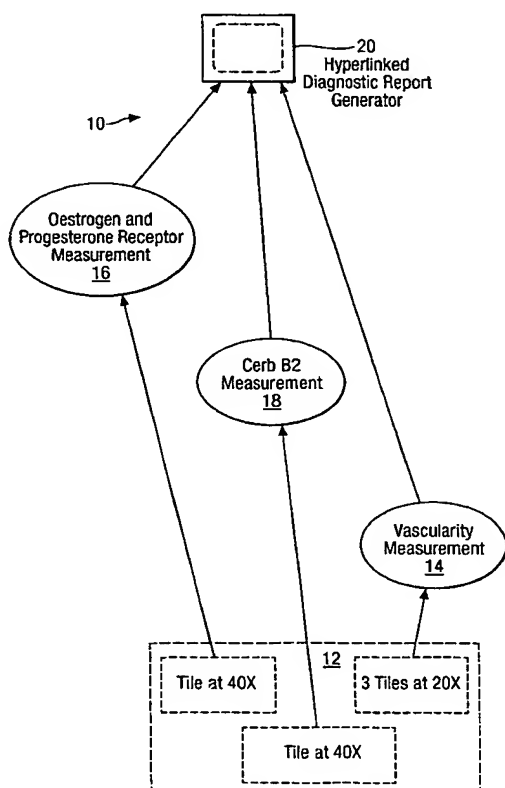 20
Hyperlinked
Diagnostic Report
Generator
10
Oestrogen and
Progesterone Receptor
Measurement
16
Cerb B2
Measurement
18
Vascularity
Measurement
14
12
Tile at 40X
3 Tiles at 20X
Tile at 40X